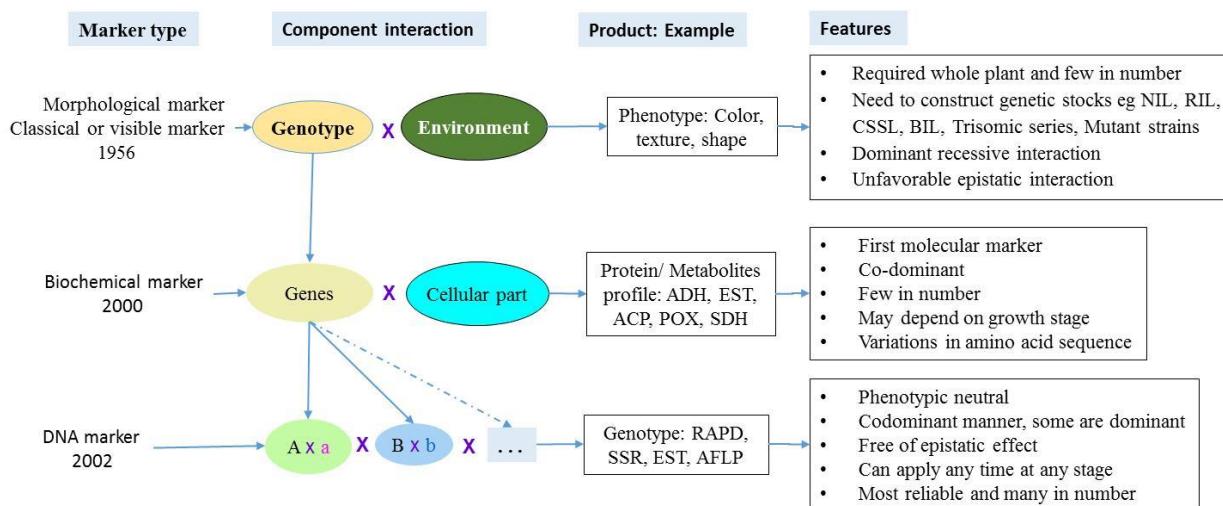 Marker type
Component interaction
Product: Example
Features
Morphological marker
Classical or visible marker
1956
Genotype
X
Environment
Phenotype: Color,
texture, shape
• Required whole plant and few in number
• Need to construct genetic stocks eg NIL, RIL,
CSSL, BIL, Trisomic series, Mutant strains
• Dominant recessive interaction
• Unfavorable epistatic interaction
Biochemical marker
2000
Genes
X
Cellular part
Protein/ Metabolites
profile: ADH, EST,
ACP, POX, SDH
• First molecular marker
• Co-dominant
• Few in number
• May depend on growth stage
• Variations in amino acid sequence
DNA marker
2002
A x a
X
B x b
X
...
Genotype: RAPD,
SSR, EST, AFLP
• Phenotypic neutral
• Codominant manner, some are dominant
• Free of epistatic effect
• Can apply any time at any stage
• Most reliable and many in number